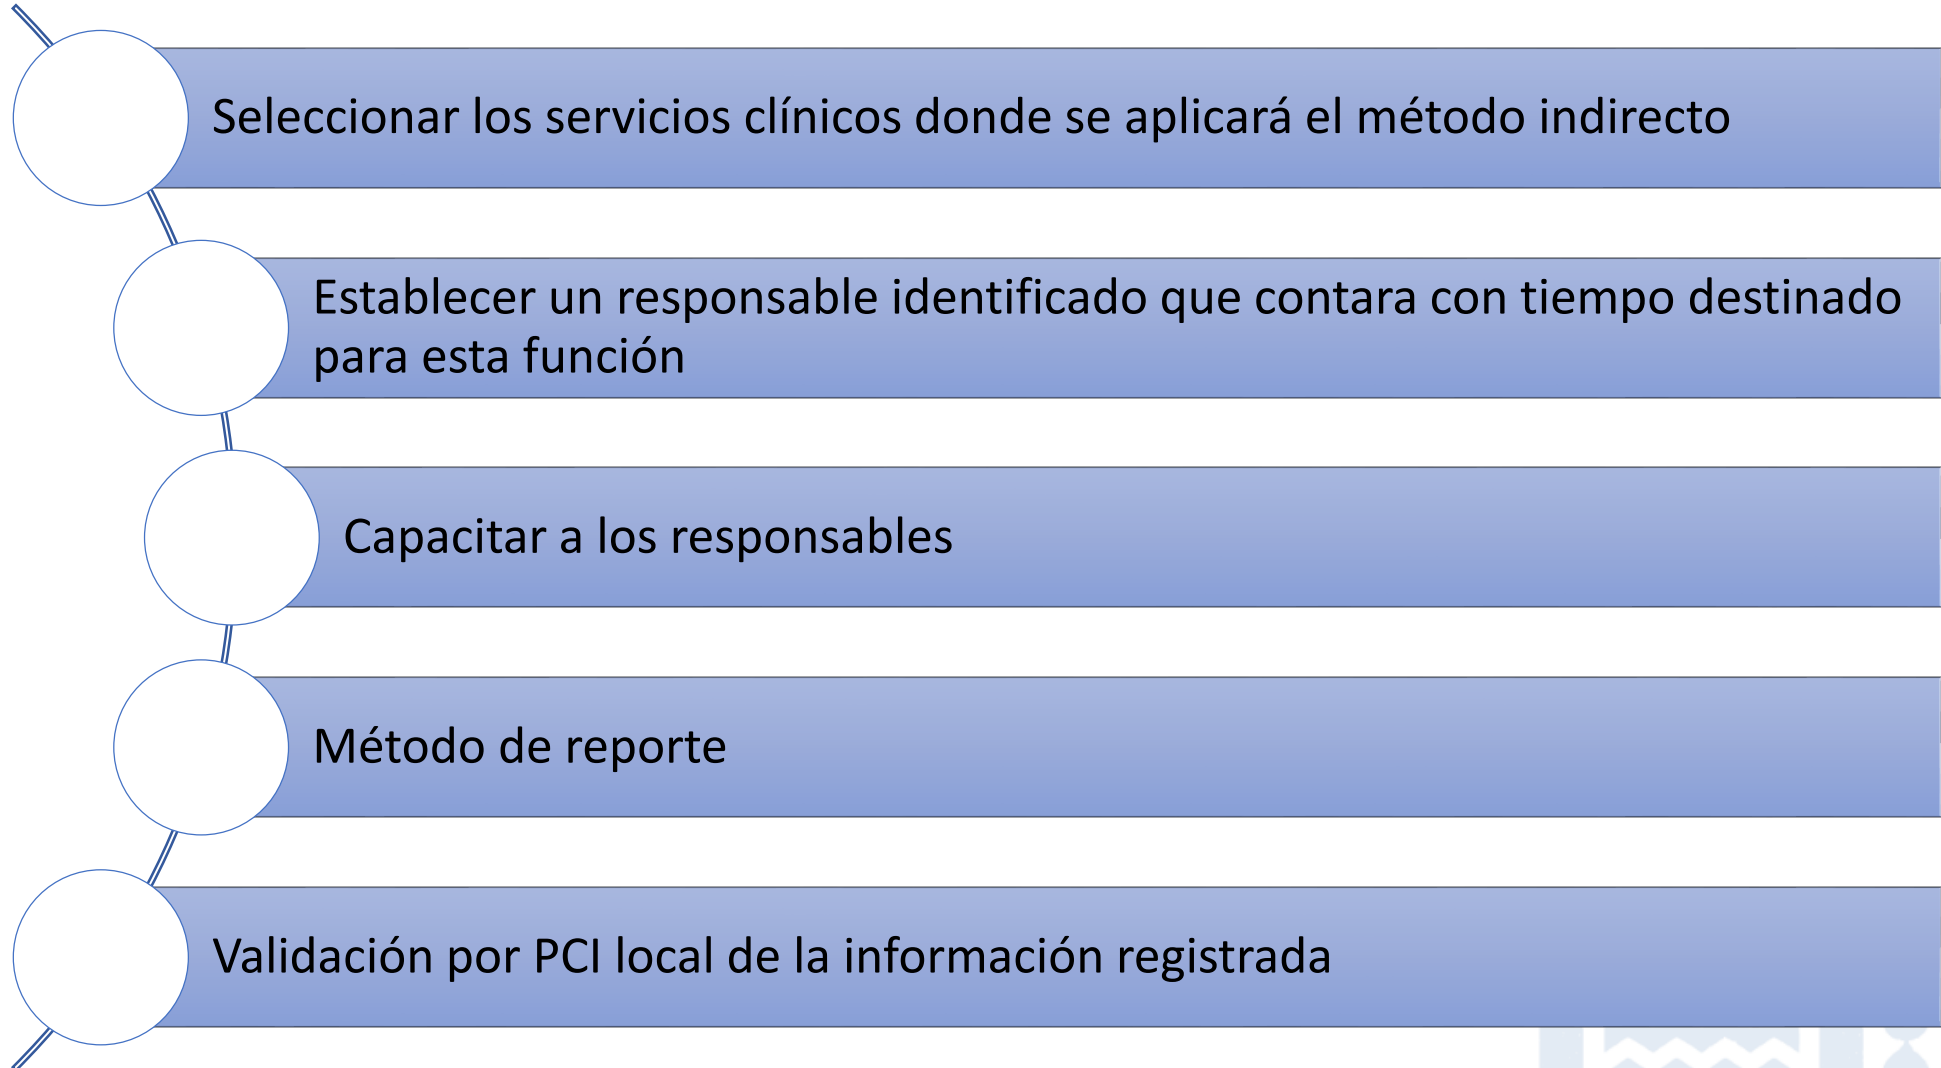 Seleccionar los servicios clínicos donde se aplicará el método indirecto
Establecer un responsable identificado que contara con tiempo destinado
para esta función
Capacitar a los responsables
Método de reporte
Validación por PCI local de la información registrada